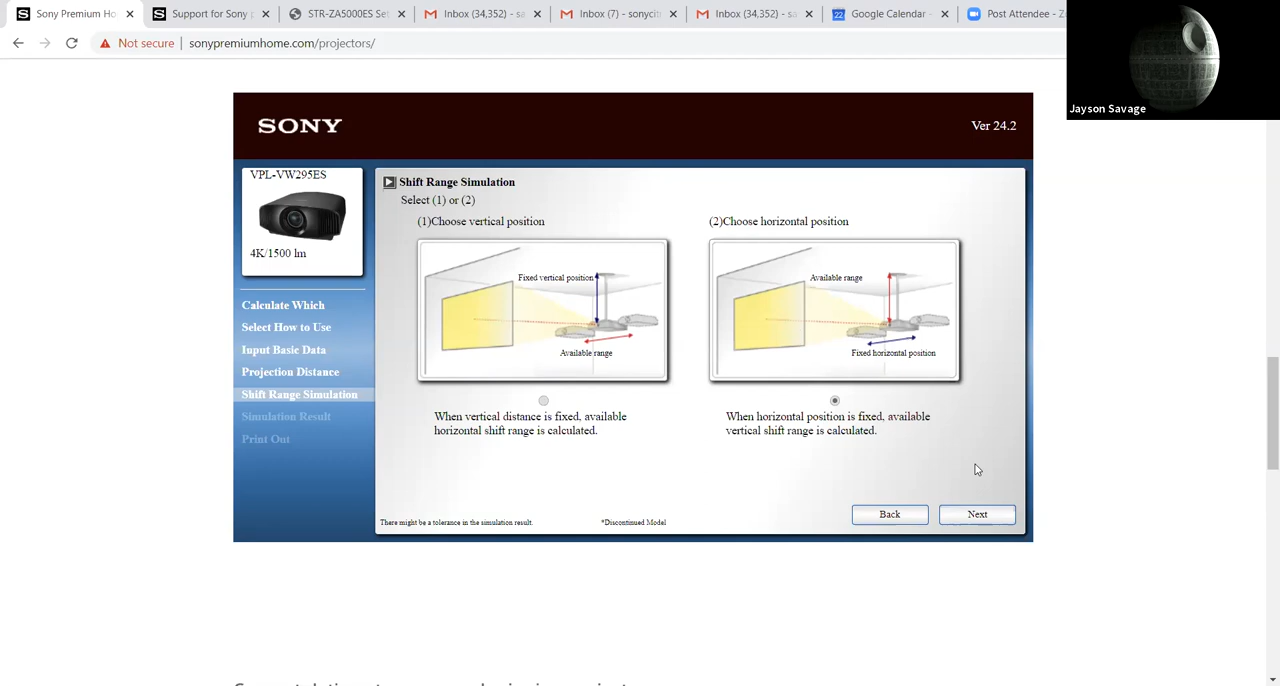 Sony Premium Ho
Support for Sony p
STR-ZA5000ES Set
Inbox (34,352) - sa
Inbox (7) - sonycit
Inbox (34,352) - sa
22
Google Calendar -
Post Attendee - Z
Not secure | sonypremiumhome.com/projectors/
Jayson Savage
SONY
Ver 24.2
VPL-VW295ES
4K/1500 lm
Calculate Which
Select How to Use
Input Basic Data
Projection Distance
Shift Range Simulation
Simulation Result
Print Out
Shift Range Simulation
Select (1) or (2)
(1)Choose vertical position
(2)Choose horizontal position
Fixed vertical position
Available range
Available range
Fixed horizontal position
When vertical distance is fixed, available
horizontal shift range is calculated.
When horizontal position is fixed, available
vertical shift range is calculated.
Back
Next
There might be a tolerance in the simulation result.
*Discontinued Model